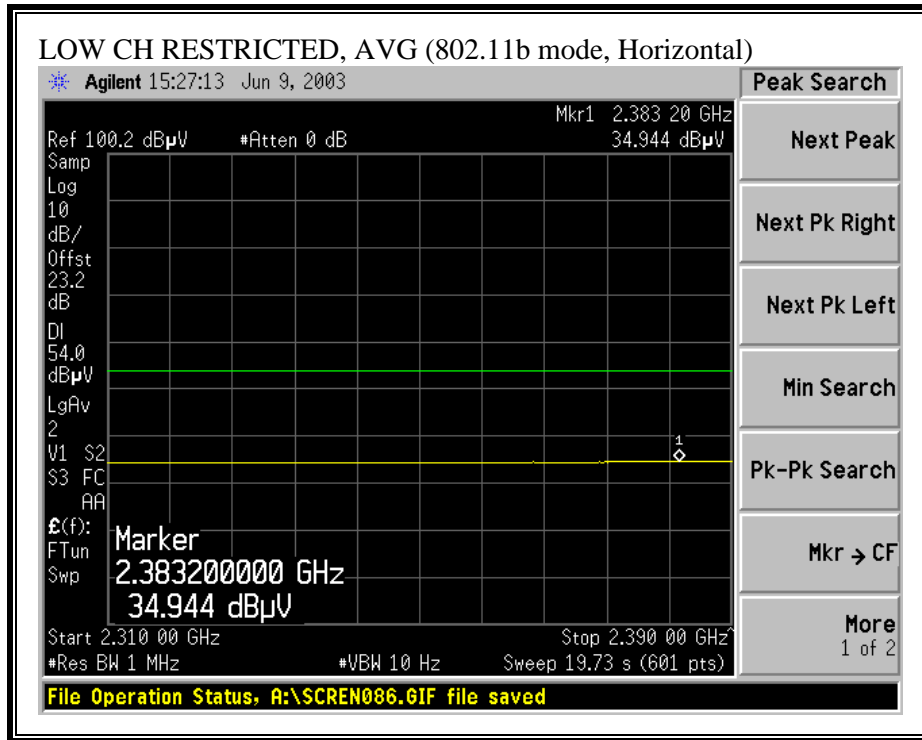 LOW CH RESTRICTED, AVG (802.11b mode, Horizontal)
Agilent 15:27:13 Jun 9, 2003
Peak Search
Mkr1 2.383 20 GHz
Ref 100.2 dBµV #Atten 0 dB 34.944 dBµV
Samp
Log
10
dB/
Offst
23.2
dB
DI
54.0
dBµV
LgAv
2
V1 S2
S3 FC
AA
£(f):
FTun
Swp
1
Marker
2.383200000 GHz
34.944 dBµV
Start 2.310 00 GHz Stop 2.390 00 GHz^
#Res BW 1 MHz #VBW 10 Hz Sweep 19.73 s (601 pts)
File Operation Status, A:\SCREN086.GIF file saved
Next Peak
Next Pk Right
Next Pk Left
Min Search
Pk-Pk Search
Mkr → CF
More
1 of 2